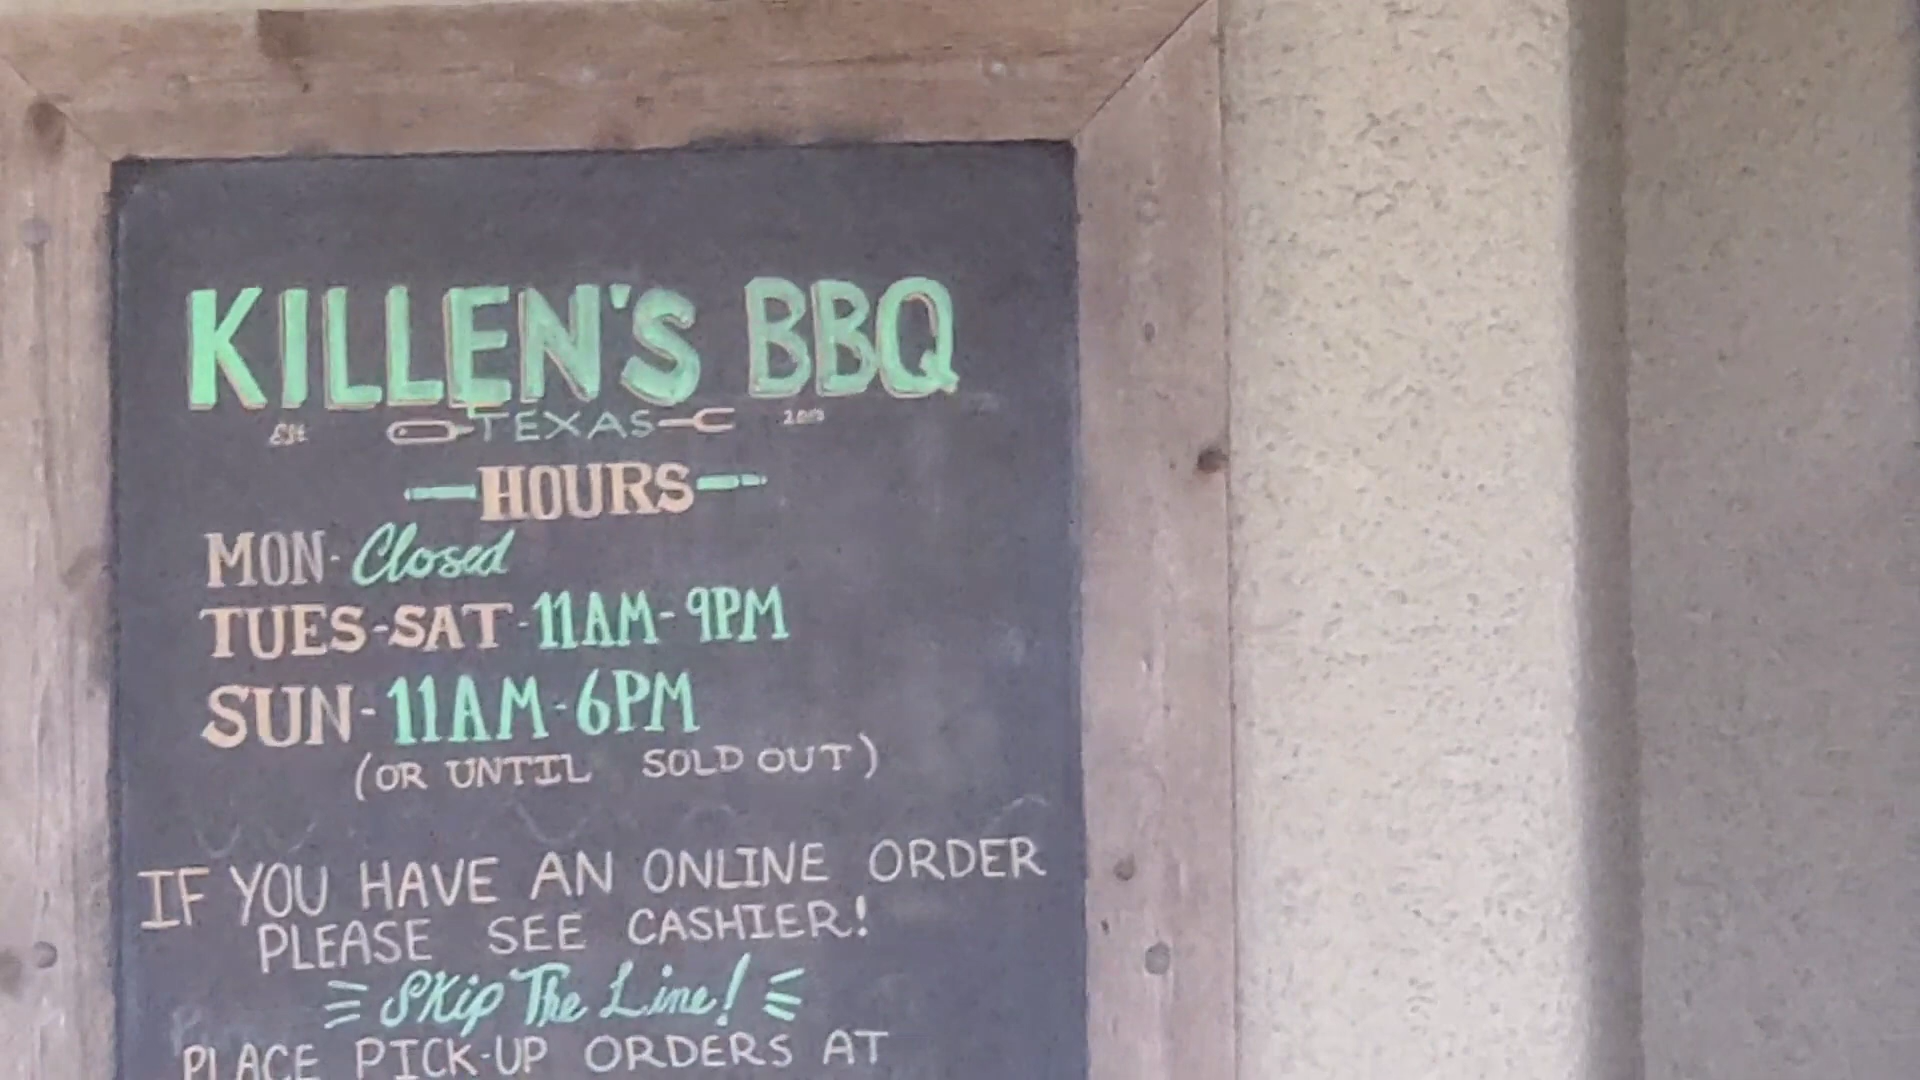 KILLEN'S BBQ
Est TEXAS
HOURS
MON- Closed
TUES-SAT-11AM-9PM
SUN-11AM-6PM
(OR UNTIL SOLD OUT)
IF YOU HAVE AN ONLINE ORDER
PLEASE SEE CASHIER!
Skip The Line!
PLACE PICK-UP ORDERS AT